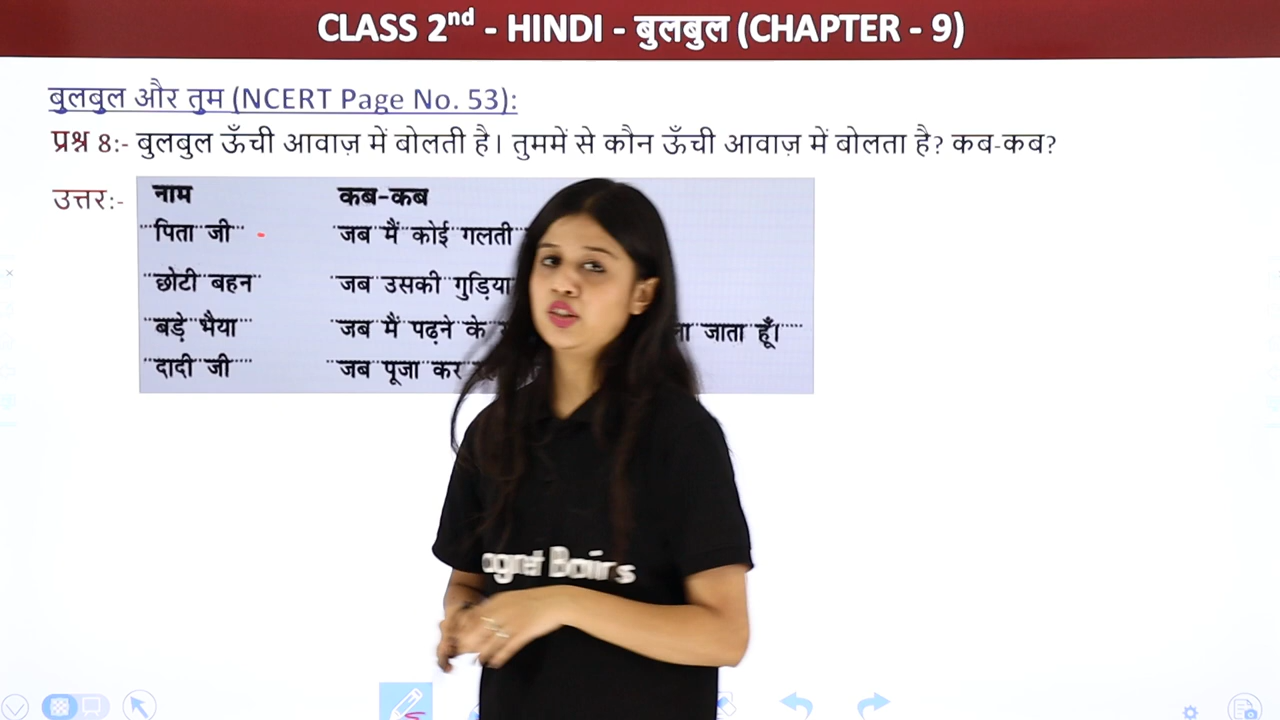 CLASS 2nd - HINDI - बुलबुल (CHAPTER - 9)
बुलबुल और तुम (NCERT Page No. 53):
प्रश्न 8:- बुलबुल ऊँची आवाज़ में बोलती है। तुममें से कौन ऊँची आवाज़ में बोलता है? कब-कब?
उत्तर:-
नाम कब-कब
पिता जी जब मैं कोई गलती
छोटी बहन जब उसकी गुड़िया
बड़े भैया जब मैं पढ़ने के जाता हूँ।
दादी जी जब पूजा कर